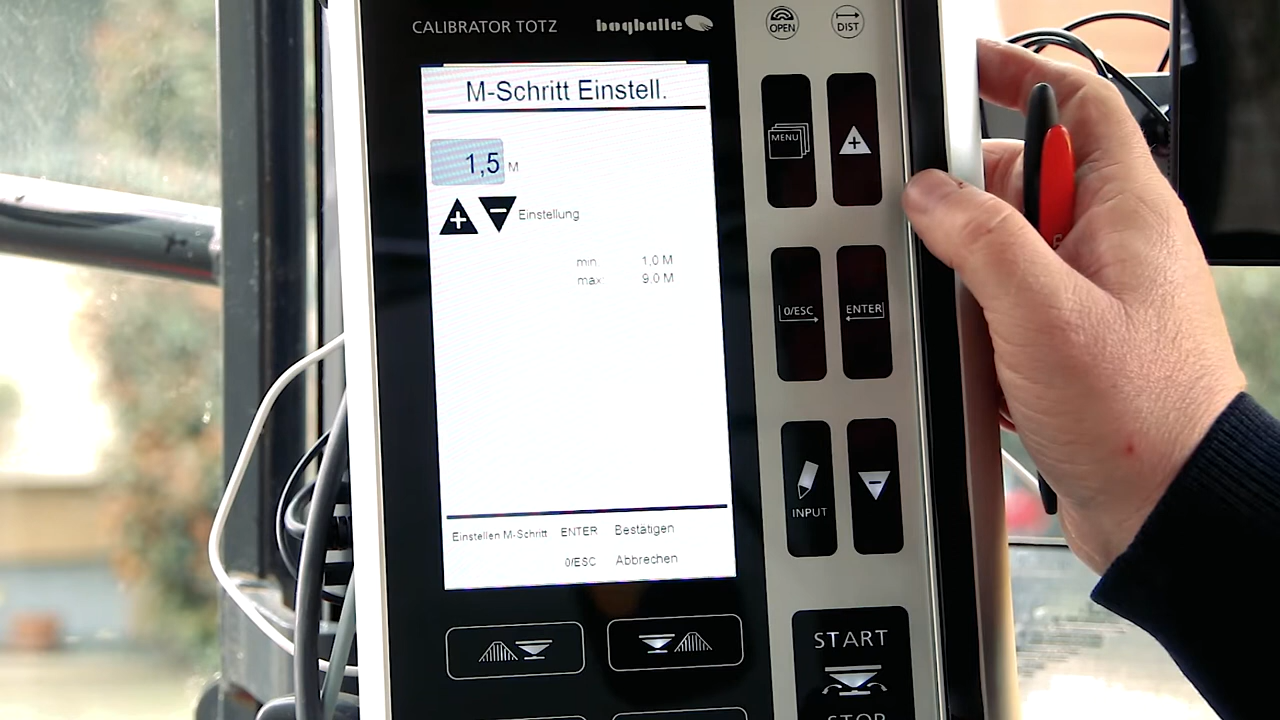 CALIBRATOR TOTZ bogballe
OPEN DIST
M-Schritt Einstell.
1,5 M
+ − Einstellung
min: 1.0 M
max: 9.0 M
Einstellen M-Schritt ENTER Bestätigen
0/ESC Abbrechen
MENU +
0/ESC ENTER
INPUT −
START
STOP